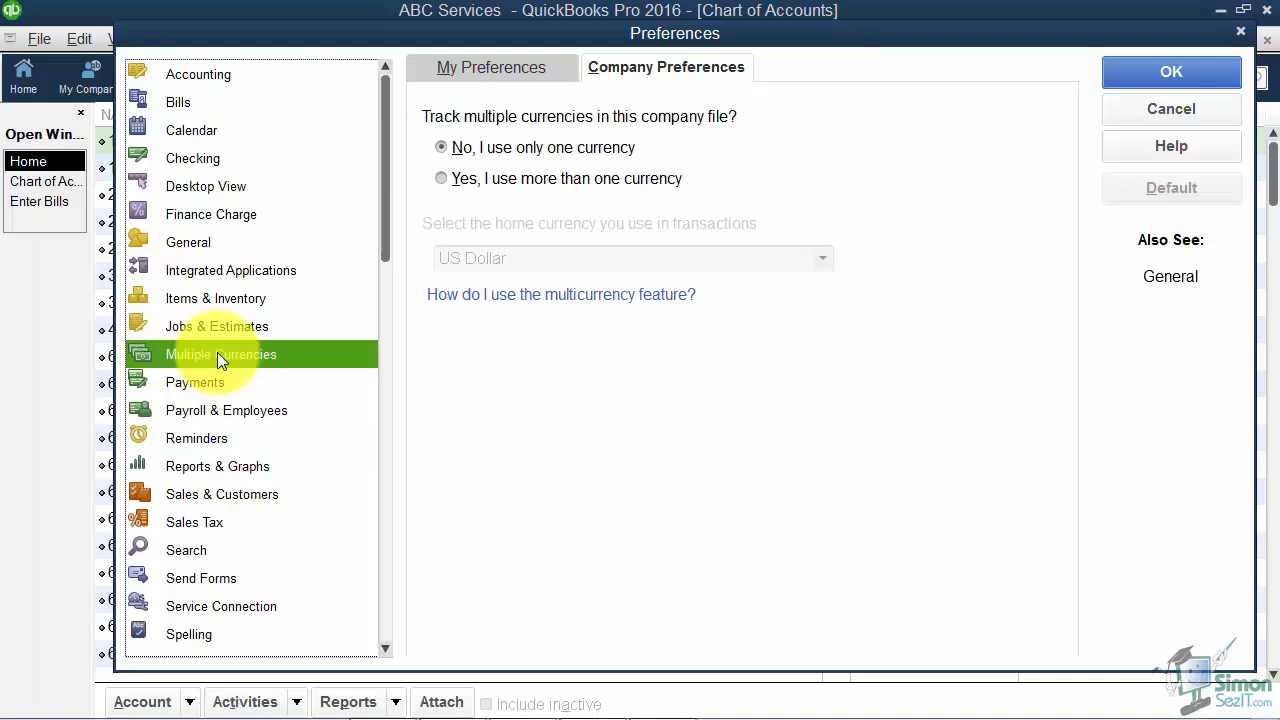 ABC Services - QuickBooks Pro 2016 - [Chart of Accounts]
File Edit
Preferences
Home
My Compar
Open Win...
Home
Chart of Ac...
Enter Bills
Accounting
Bills
Calendar
Checking
Desktop View
Finance Charge
General
Integrated Applications
Items & Inventory
Jobs & Estimates
Multiple Currencies
Payments
Payroll & Employees
Reminders
Reports & Graphs
Sales & Customers
Sales Tax
Search
Send Forms
Service Connection
Spelling
My Preferences
Company Preferences
Track multiple currencies in this company file?
No, I use only one currency
Yes, I use more than one currency
Select the home currency you use in transactions
US Dollar
How do I use the multicurrency feature?
OK
Cancel
Help
Default
Also See:
General
Account Activities Reports Attach Include inactive
Simon
SezIT.com